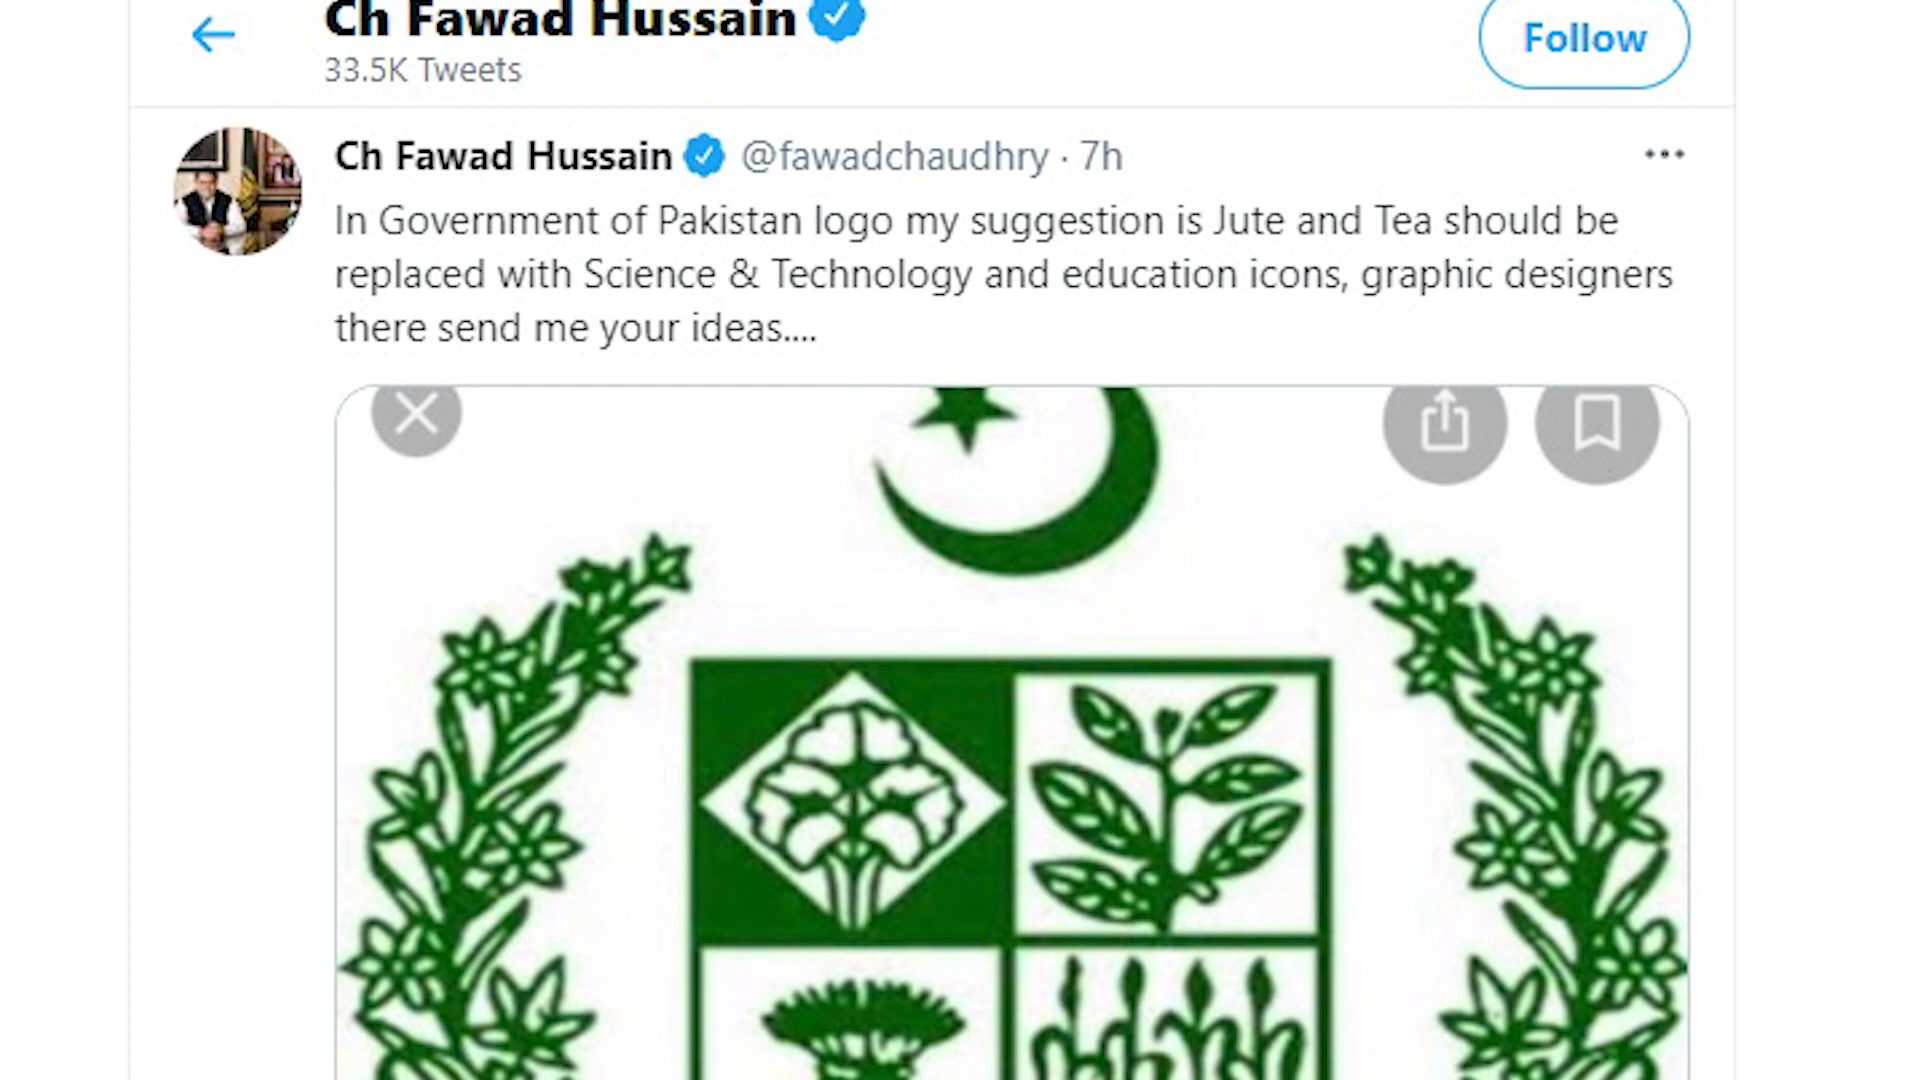 Ch Fawad Hussain
33.5K Tweets
Follow
Ch Fawad Hussain @fawadchaudhry · 7h
In Government of Pakistan logo my suggestion is Jute and Tea should be
replaced with Science & Technology and education icons, graphic designers
there send me your ideas....